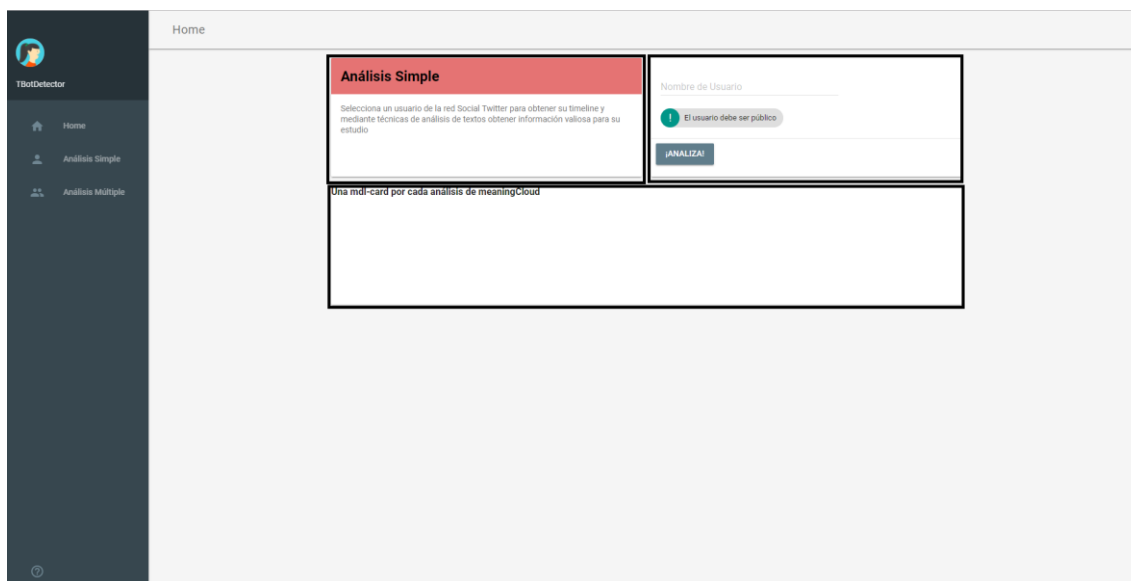 Home
TBotDetector
Home
Análisis Simple
Análisis Múltiple
Análisis Simple
Selecciona un usuario de la red Social Twitter para obtener su timeline y
mediante técnicas de análisis de textos obtener información valiosa para su
estudio
Nombre de Usuario
! El usuario debe ser público
¡ANALIZA!
Una mdl-card por cada análisis de meaningCloud
?